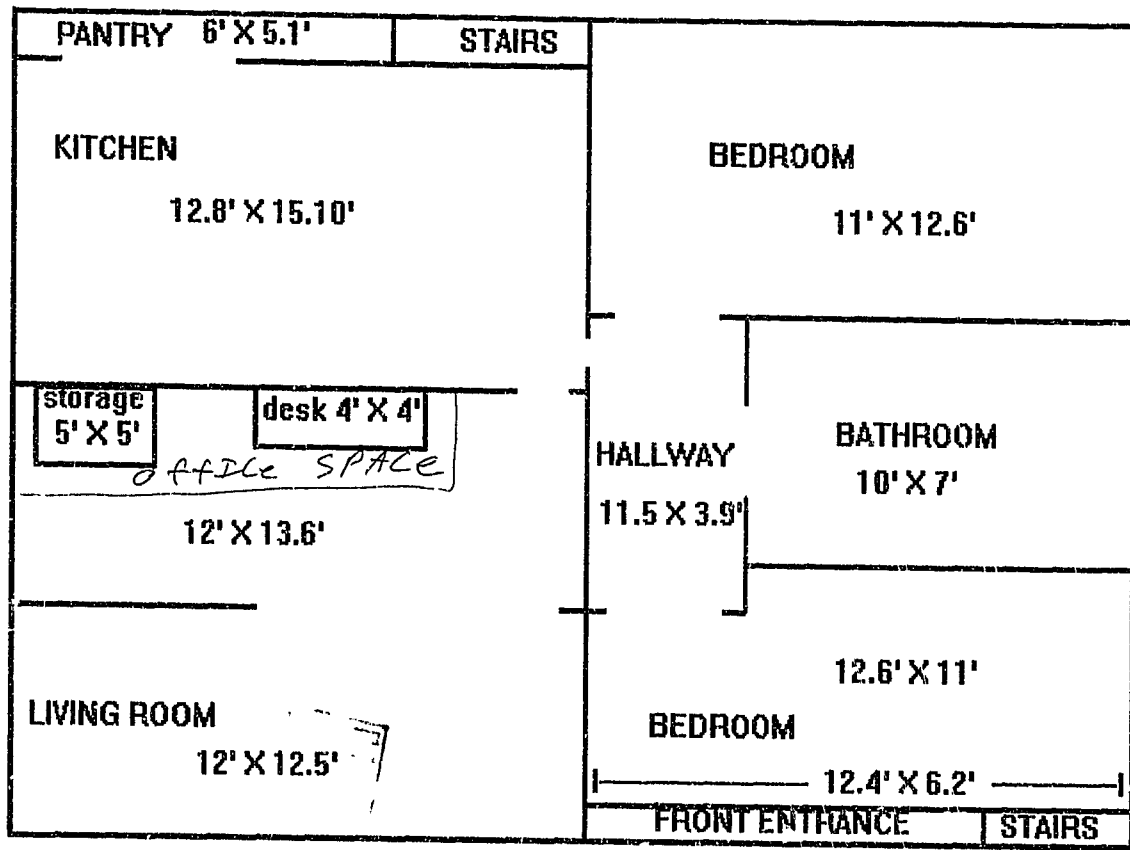 PANTRY 6' X 5.1'
STAIRS
KITCHEN
12.8' X 15.10'
BEDROOM
11' X 12.6'
storage
5' X 5'
desk 4' X 4'
offICe SPACe
12' X 13.6'
HALLWAY
11.5 X 3.9'
BATHROOM
10' X 7'
LIVING ROOM
12' X 12.5'
12.6' X 11'
BEDROOM
12.4' X 6.2'
FRONT ENTRANCE
STAIRS